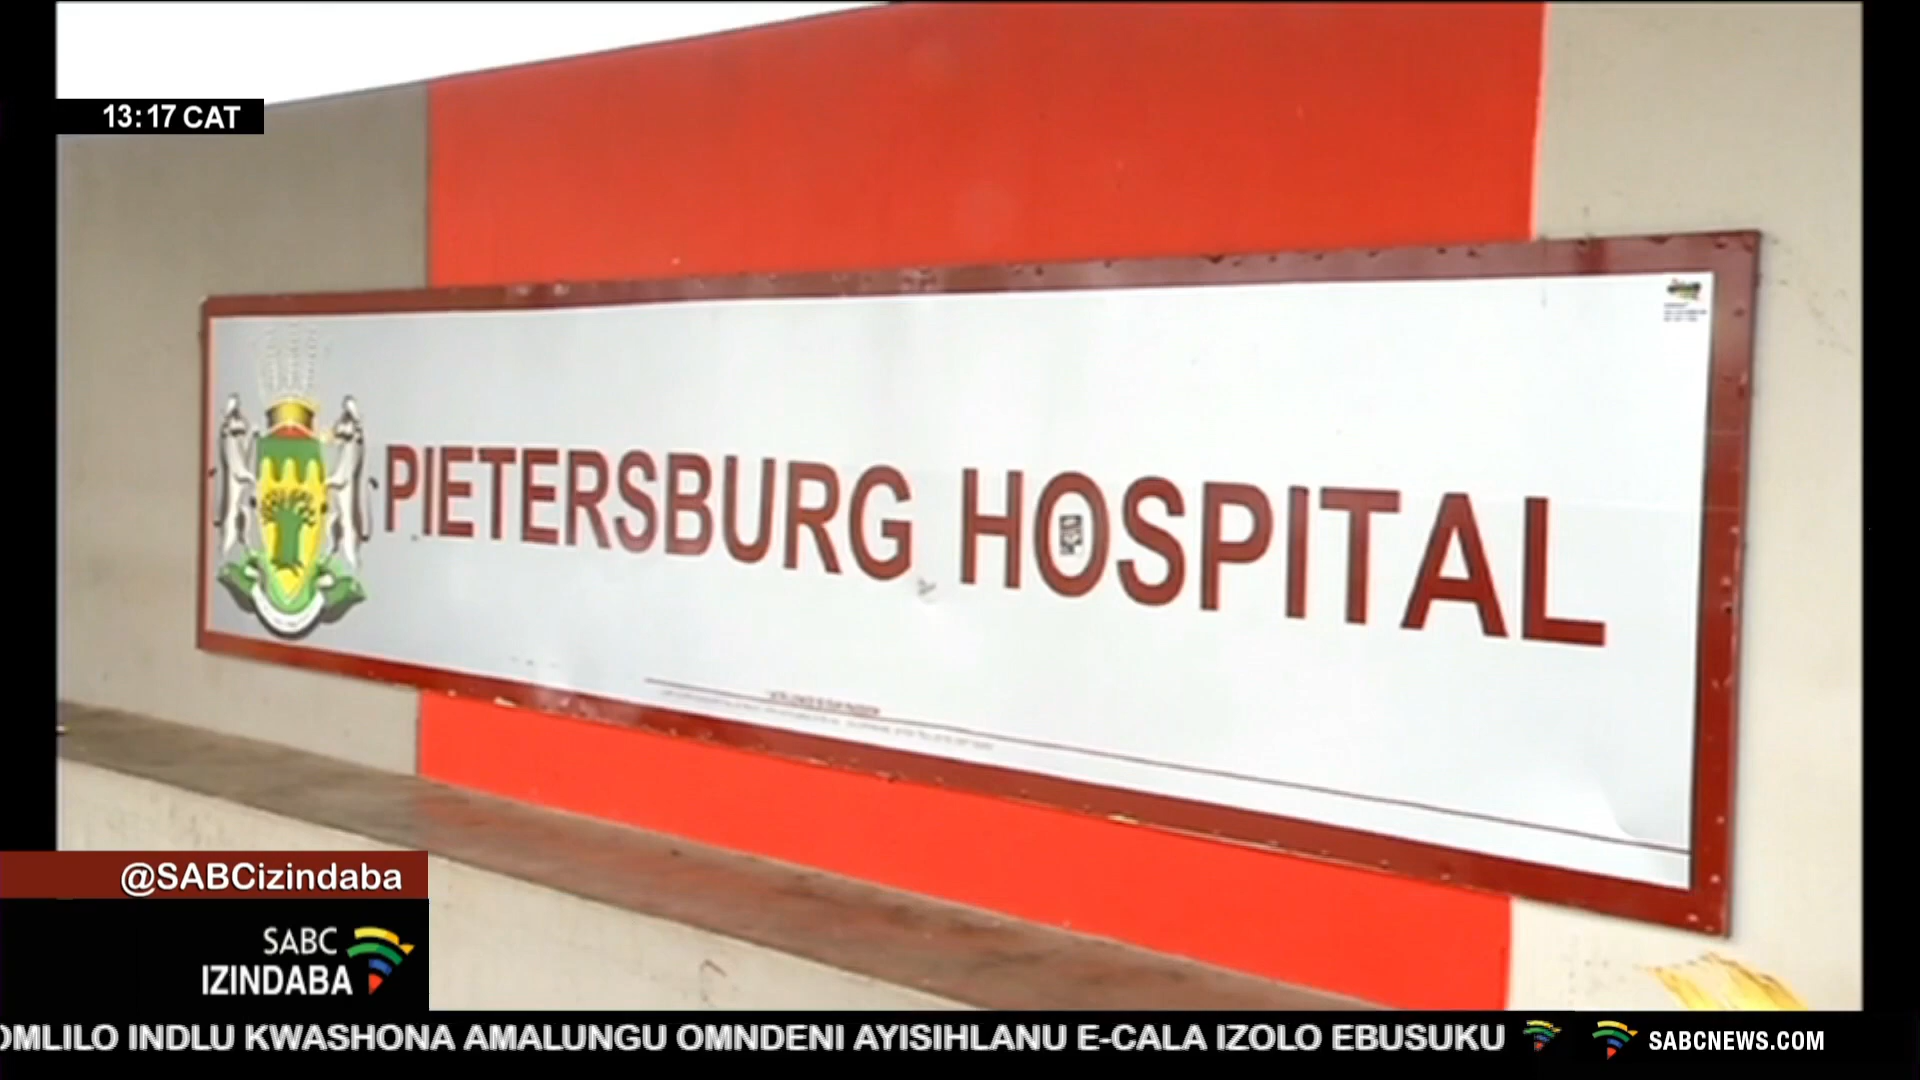 13:17 CAT
PIETERSBURG HOSPITAL
@SABCizindaba
SABC
IZINDABA
OMLILO INDLU KWASHONA AMALUNGU OMNDENI AYISIHLANU E-CALA IZOLO EBUSUKU
SABCNEWS.COM